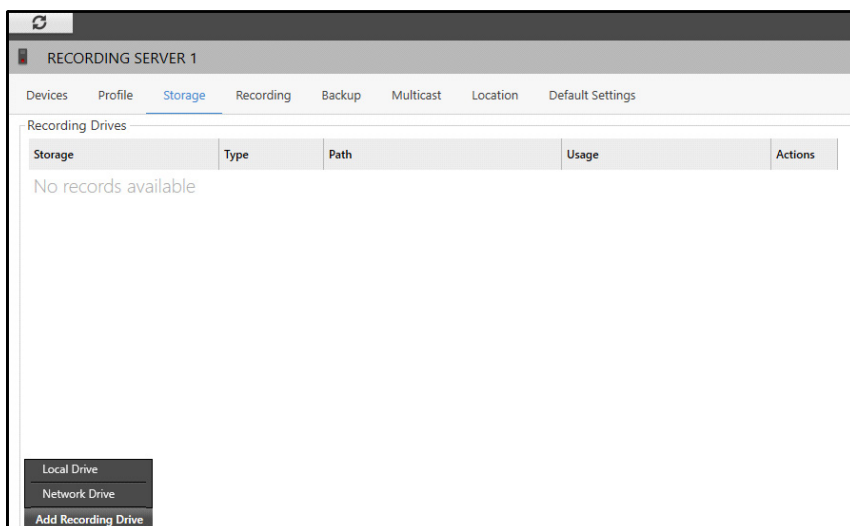 RECORDING SERVER 1
Devices Profile Storage Recording Backup Multicast Location Default Settings
Recording Drives
Storage Type Path Usage Actions
No records available
Local Drive
Network Drive
Add Recording Drive